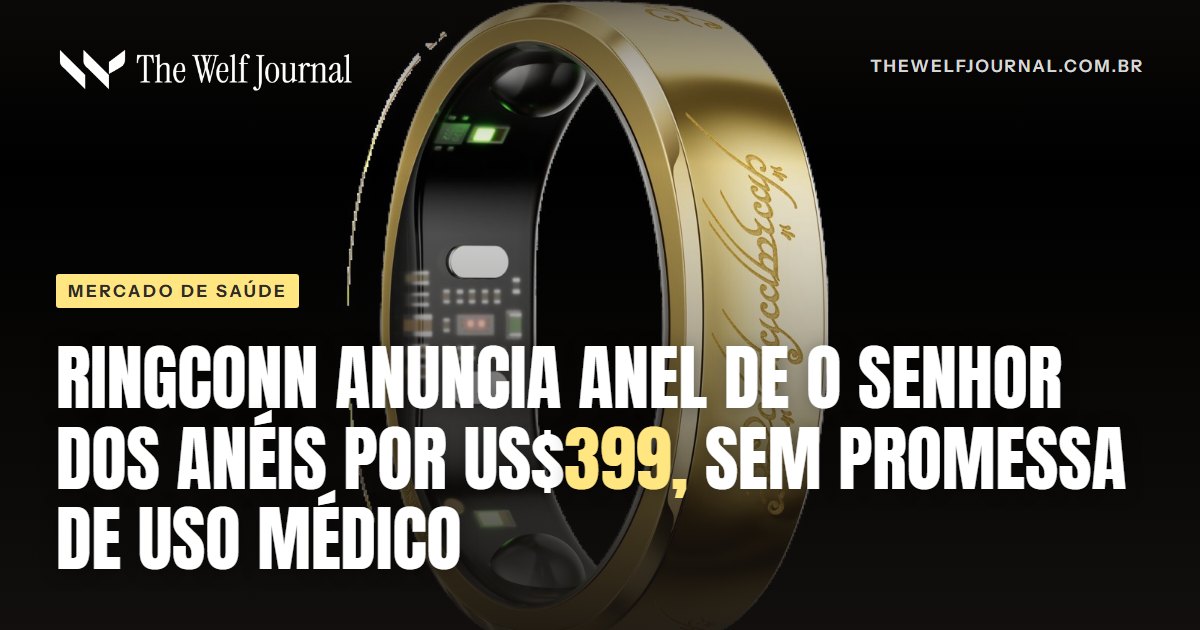 The Welf Journal
THEWELFJOURNAL.COM.BR
MERCADO DE SAÚDE
RINGCONN ANUNCIA ANEL DE O SENHOR
DOS ANÉIS POR US$399, SEM PROMESSA
DE USO MÉDICO